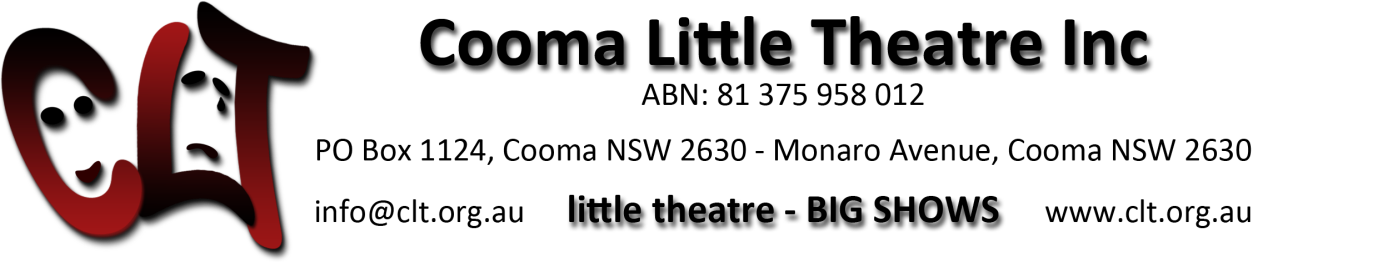 CLT
Cooma Little Theatre Inc
ABN: 81 375 958 012
PO Box 1124, Cooma NSW 2630 - Monaro Avenue, Cooma NSW 2630
info@clt.org.au little theatre - BIG SHOWS www.clt.org.au